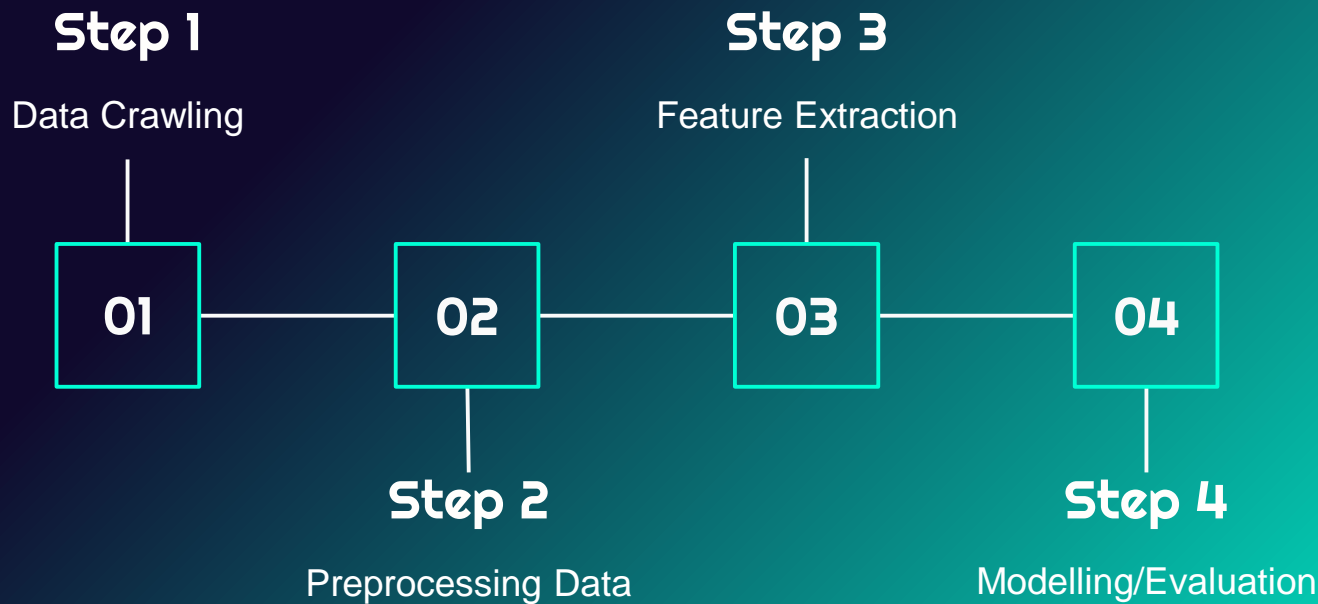 Step 1
Data Crawling
Step 3
Feature Extraction
01
02
03
04
Step 2
Preprocessing Data
Step 4
Modelling/Evaluation